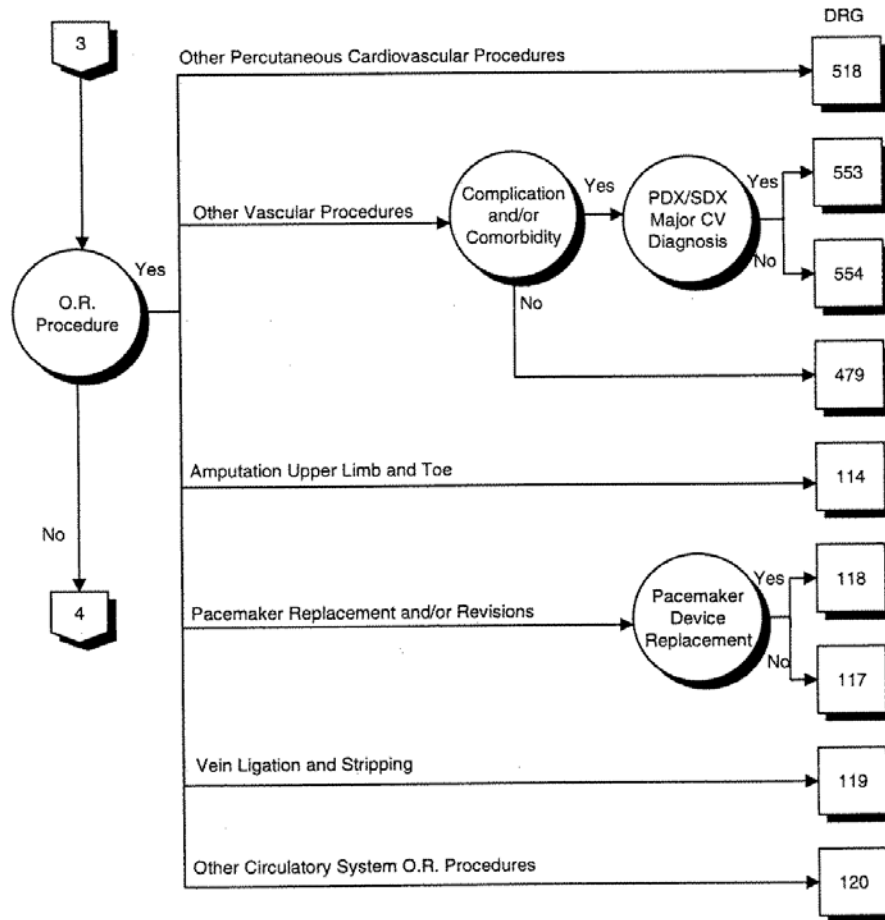 DRG
3
Other Percutaneous Cardiovascular Procedures
518
Other Vascular Procedures
Complication
and/or
Comorbidity
Yes
PDX/SDX
Major CV
Diagnosis
Yes
553
No
554
No
479
O.R.
Procedure
Yes
Amputation Upper Limb and Toe
114
No
4
Pacemaker Replacement and/or Revisions
Pacemaker
Device
Replacement
Yes
118
No
117
Vein Ligation and Stripping
119
Other Circulatory System O.R. Procedures
120